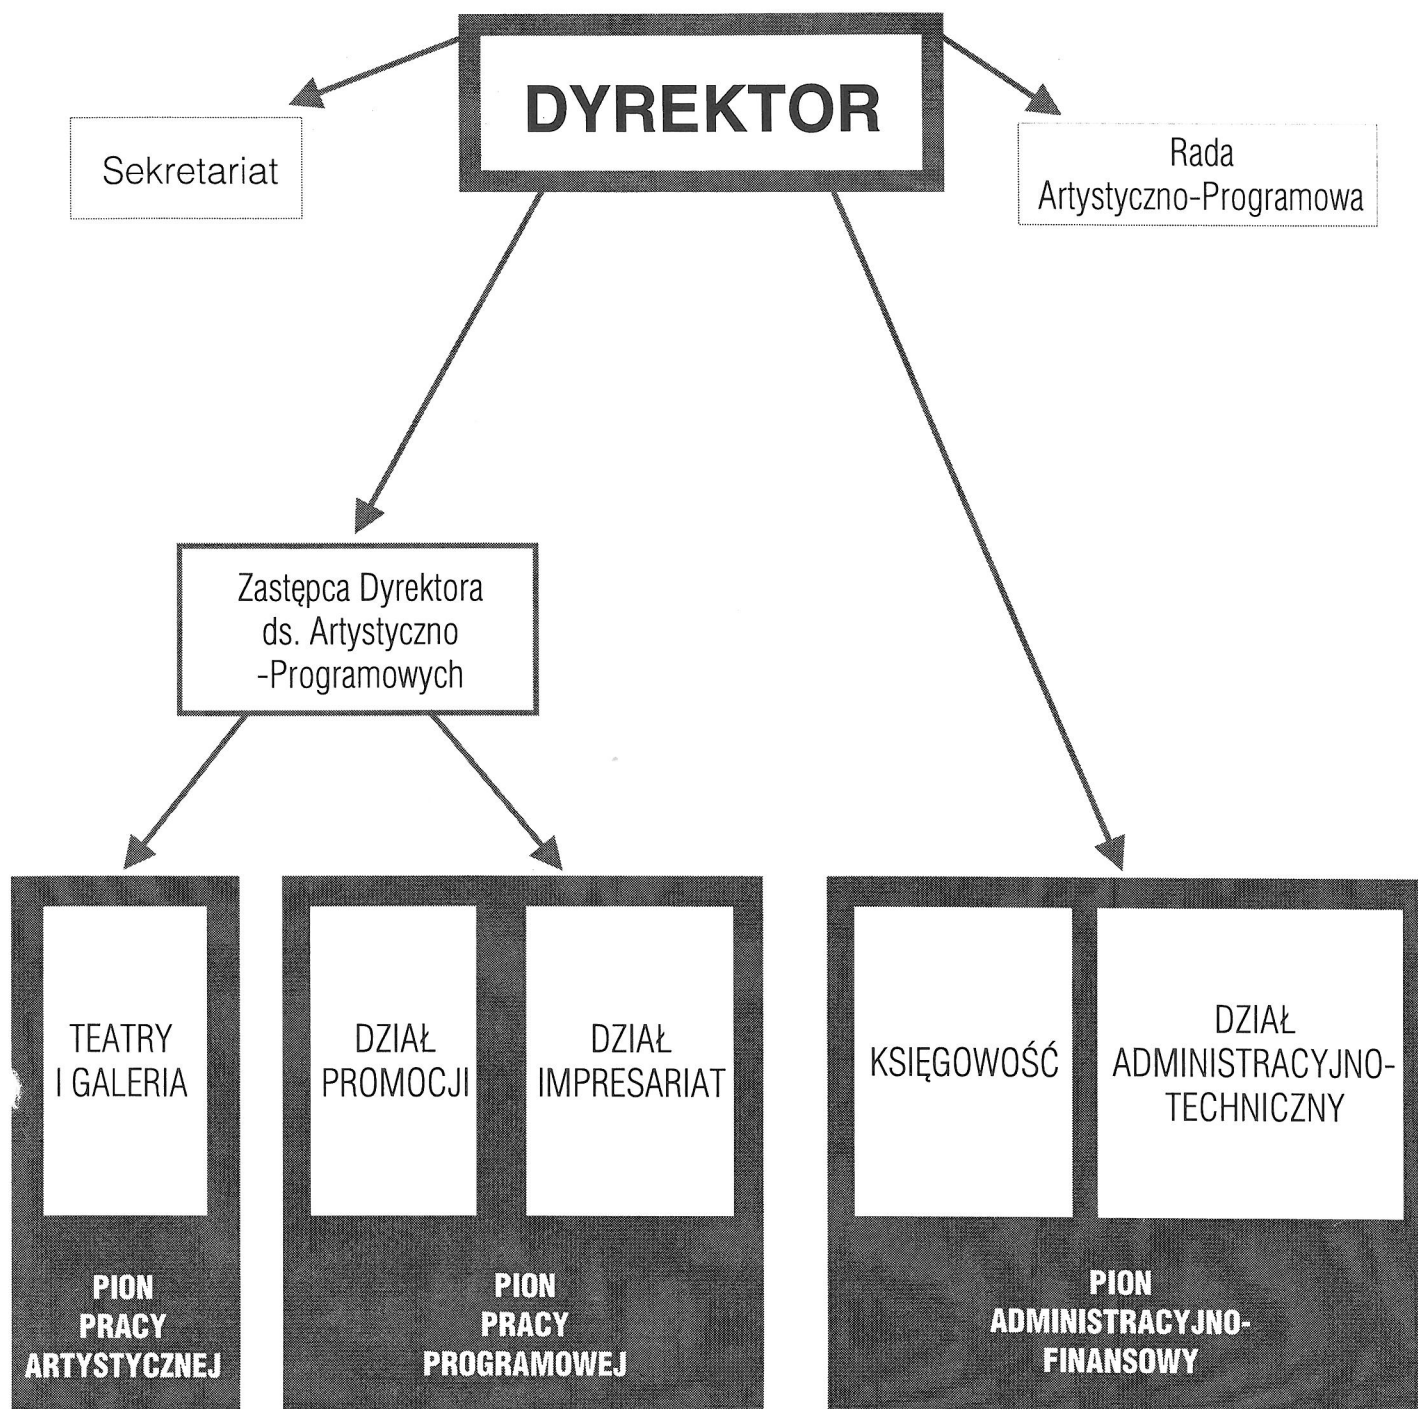 DYREKTOR
Sekretariat
Rada
Artystyczno-Programowa
Zastępca Dyrektora
ds. Artystyczno
-Programowych
TEATRY
I GALERIA
DZIAŁ
PROMOCJI
DZIAŁ
IMPRESARIAT
KSIĘGOWOŚĆ
DZIAŁ
ADMINISTRACYJNO-
TECHNICZNY
PION
PRACY
ARTYSTYCZNEJ
PION
PRACY
PROGRAMOWEJ
PION
ADMINISTRACYJNO-
FINANSOWY